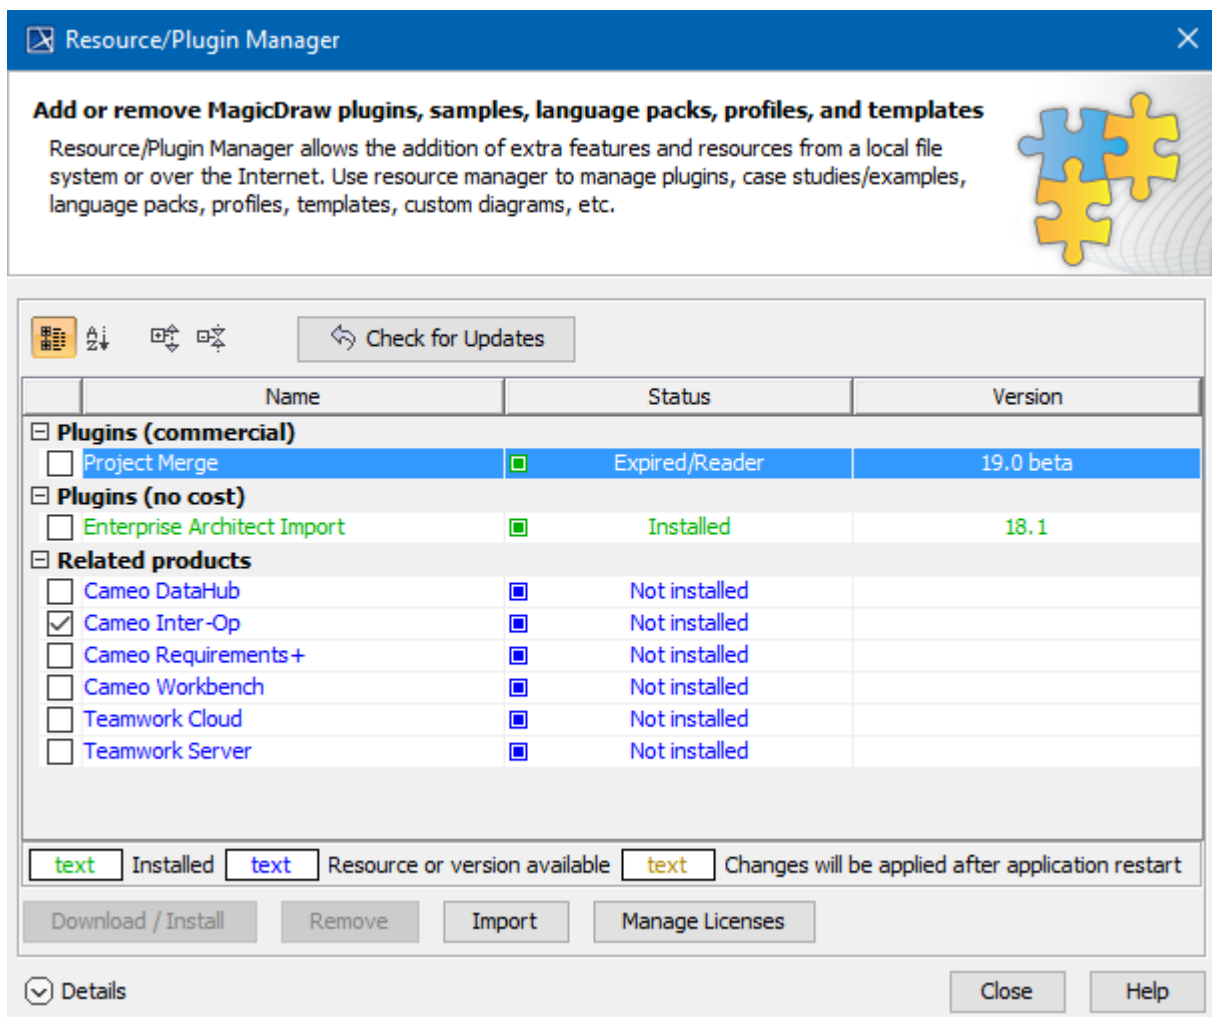 Resource/Plugin Manager
Add or remove MagicDraw plugins, samples, language packs, profiles, and templates
Resource/Plugin Manager allows the addition of extra features and resources from a local file
system or over the Internet. Use resource manager to manage plugins, case studies/examples,
language packs, profiles, templates, custom diagrams, etc.
Check for Updates
Name Status Version
Plugins (commercial)
Project Merge Expired/Reader 19.0 beta
Plugins (no cost)
Enterprise Architect Import Installed 18.1
Related products
Cameo DataHub Not installed
Cameo Inter-Op Not installed
Cameo Requirements+ Not installed
Cameo Workbench Not installed
Teamwork Cloud Not installed
Teamwork Server Not installed
text Installed text Resource or version available text Changes will be applied after application restart
Download / Install Remove Import Manage Licenses
Details Close Help